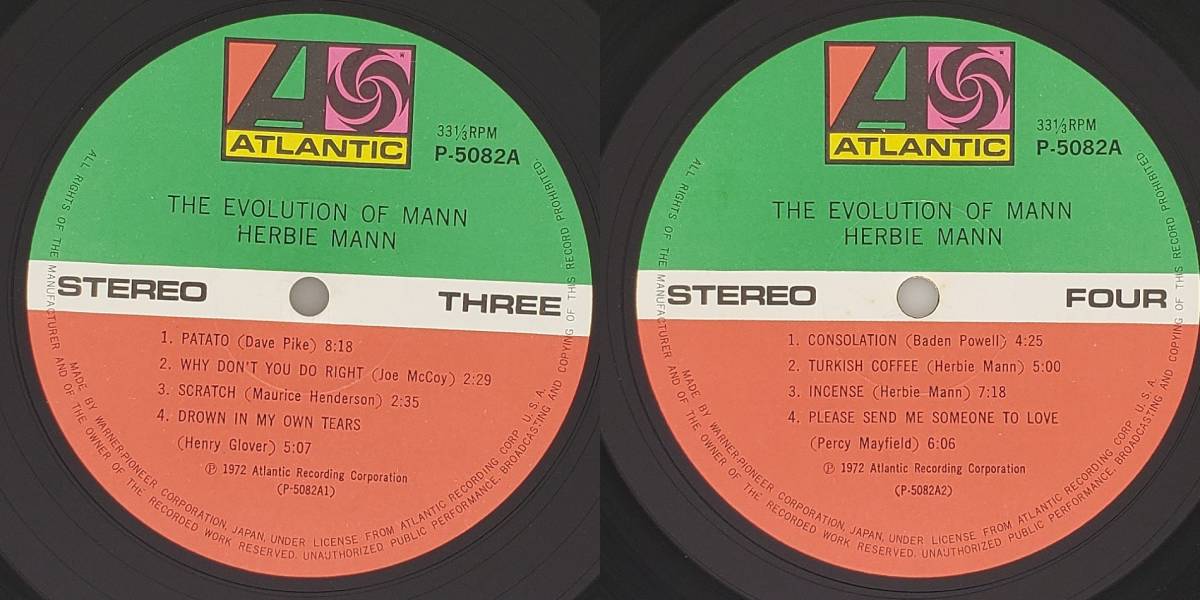 ATLANTIC
33⅓RPM
P-5082A
THE EVOLUTION OF MANN
HERBIE MANN
STEREO
THREE
1. PATATO (Dave Pike) 8:18
2. WHY DON'T YOU DO RIGHT (Joe McCoy) 2:29
3. SCRATCH (Maurice Henderson) 2:35
4. DROWN IN MY OWN TEARS
(Henry Glover) 5:07
Ⓟ 1972 Atlantic Recording Corporation
(P-5082A1)
MADE BY WARNER-PIONEER CORPORATION, JAPAN, UNDER LICENSE FROM ATLANTIC RECORDING CORP. U.S.A.
ALL RIGHTS OF THE MANUFACTURER AND OF THE OWNER OF THE RECORDED WORK RESERVED. UNAUTHORIZED PUBLIC PERFORMANCE, BROADCASTING AND COPYING OF THIS RECORD PROHIBITED.
ATLANTIC
33⅓RPM
P-5082A
THE EVOLUTION OF MANN
HERBIE MANN
STEREO
FOUR
1. CONSOLATION (Baden Powell) 4:25
2. TURKISH COFFEE (Herbie Mann) 5:00
3. INCENSE (Herbie Mann) 7:18
4. PLEASE SEND ME SOMEONE TO LOVE
(Percy Mayfield) 6:06
Ⓟ 1972 Atlantic Recording Corporation
(P-5082A2)
MADE BY WARNER-PIONEER CORPORATION, JAPAN, UNDER LICENSE FROM ATLANTIC RECORDING CORP. U.S.A.
ALL RIGHTS OF THE MANUFACTURER AND OF THE OWNER OF THE RECORDED WORK RESERVED. UNAUTHORIZED PUBLIC PERFORMANCE, BROADCASTING AND COPYING OF THIS RECORD PROHIBITED.